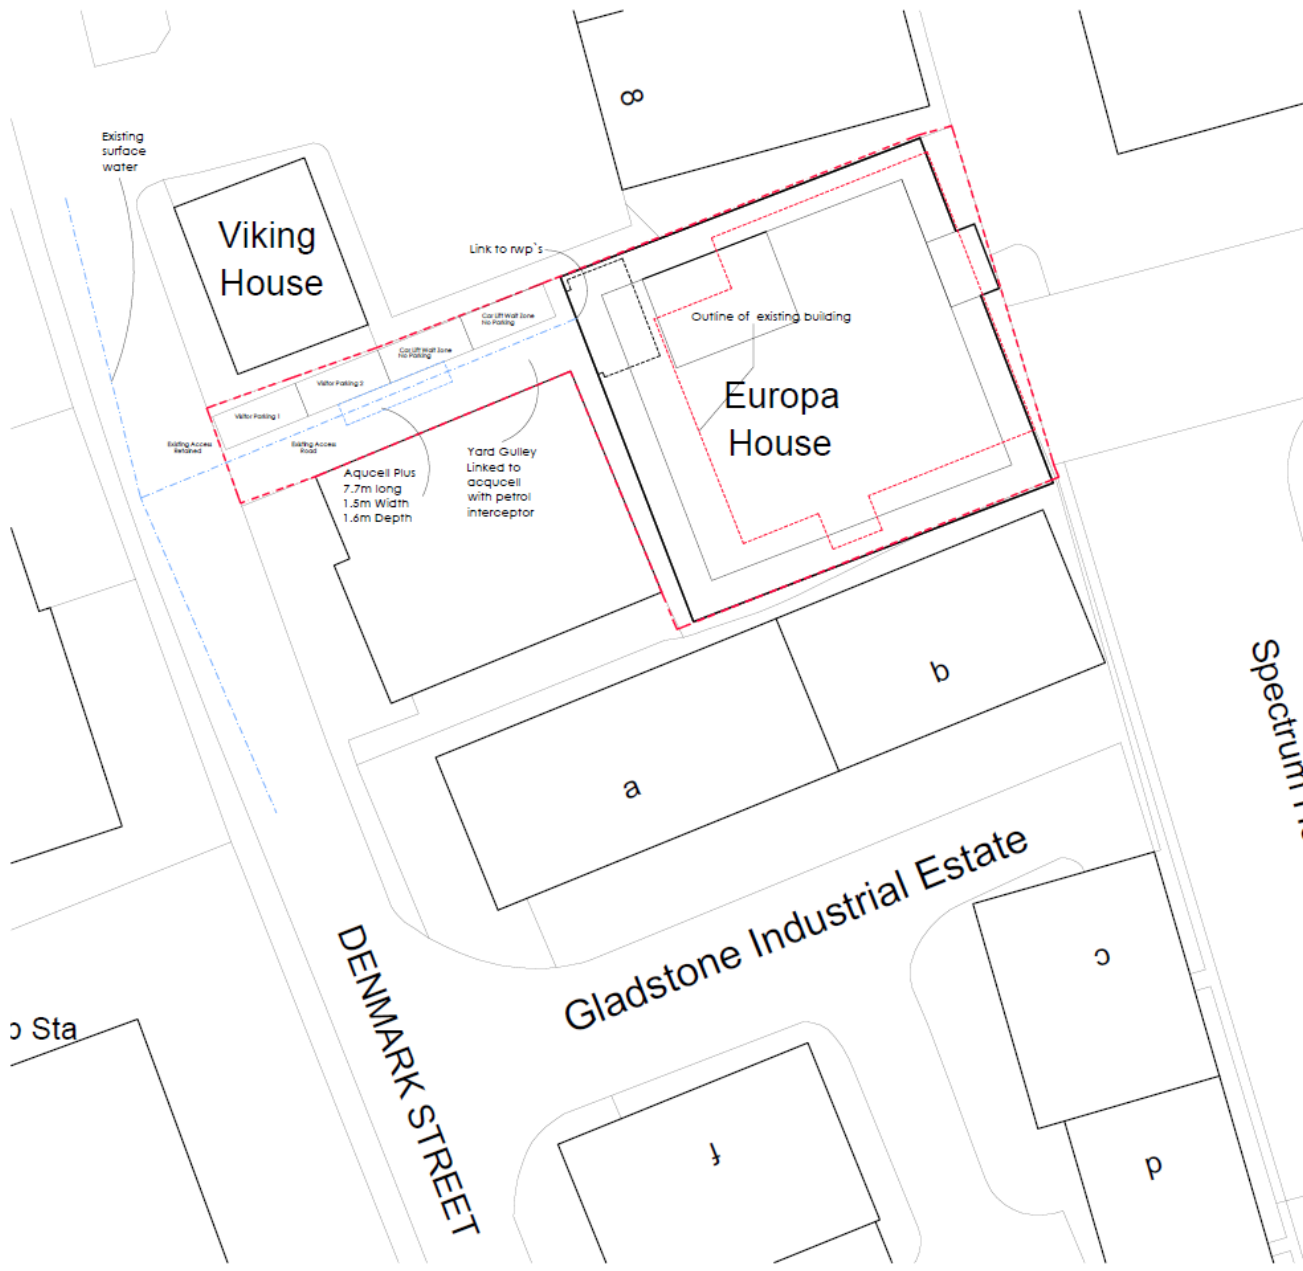 8
Existing
surface
water
Viking
House
Link to rwp`s
Car Lift Wait Zone
No Parking
Car Lift Wait Zone
No Parking
Visitor Parking 2
Visitor Parking 1
Existing Access
Retained
Existing Access
Road
Outline of existing building
Europa
House
Aqucell Plus
7.7m long
1.5m Width
1.6m Depth
Yard Gulley
Linked to
acqucell
with petrol
interceptor
b
a
Spectrum
Gladstone Industrial Estate
DENMARK STREET
c
Sta
f
d